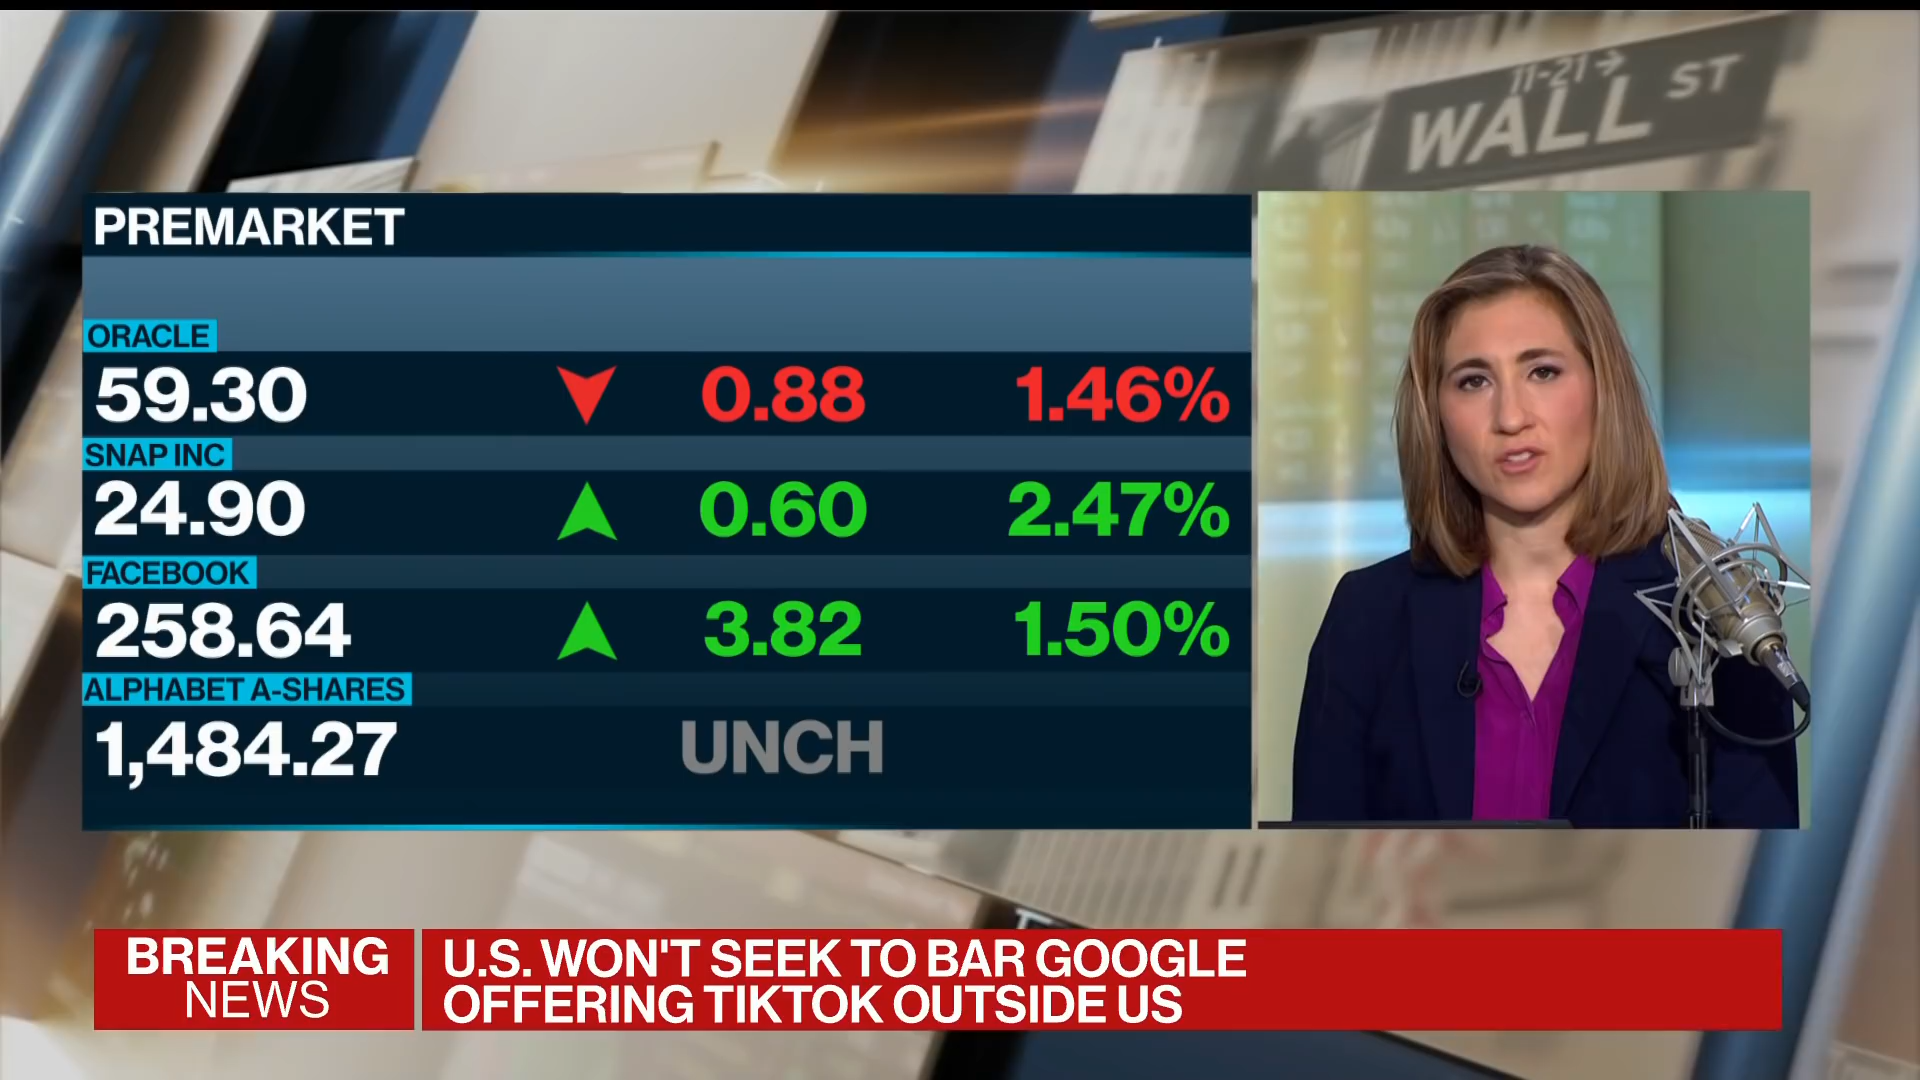 11-21→
WALL ST
PREMARKET
ORACLE
59.30 0.88 1.46%
SNAP INC
24.90 0.60 2.47%
FACEBOOK
258.64 3.82 1.50%
ALPHABET A-SHARES
1,484.27 UNCH
BREAKING
NEWS
U.S. WON'T SEEK TO BAR GOOGLE
OFFERING TIKTOK OUTSIDE US